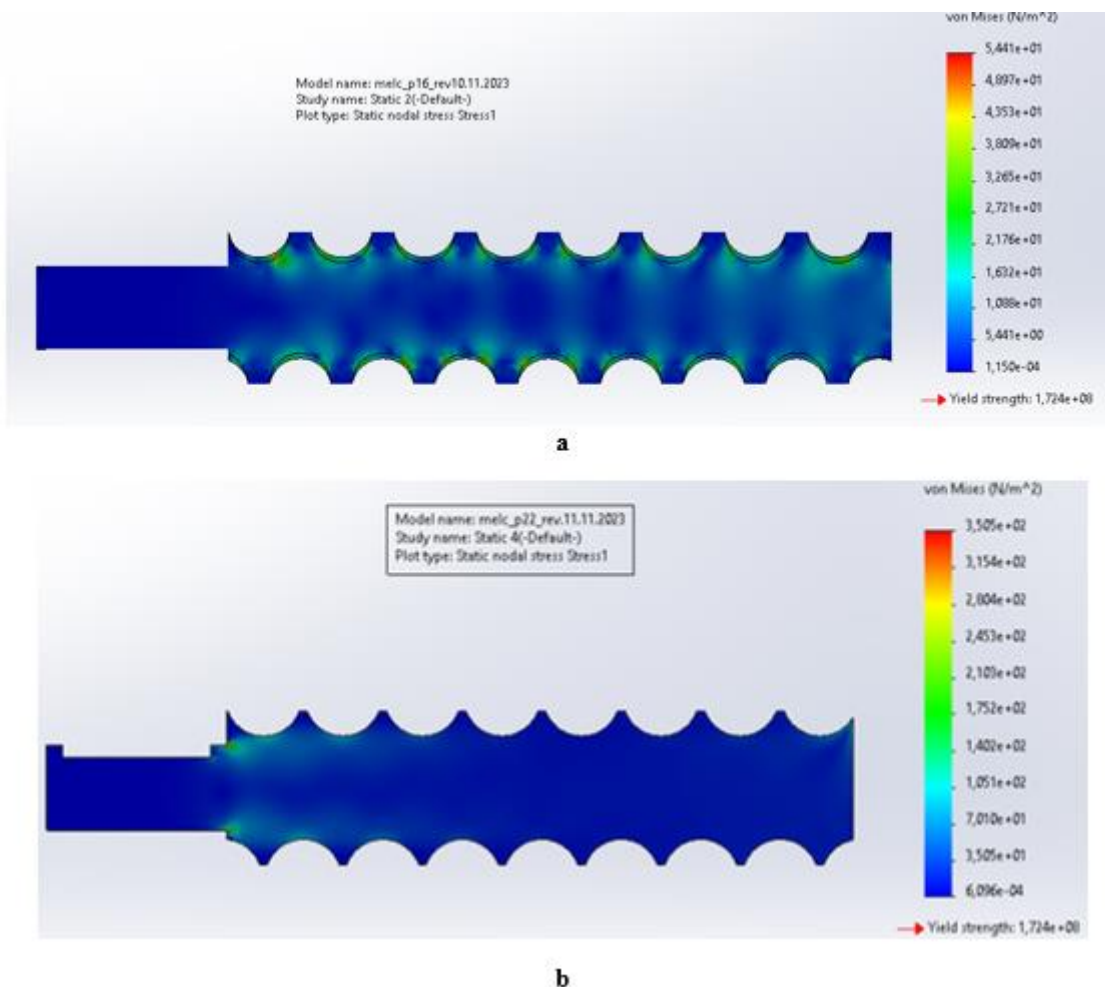 von Mises (N/m^2)
Model name: melc_p16_rev10.11.2023
Study name: Static 2(-Default-)
Plot type: Static nodal stress Stress1
5,441e+01
4,897e+01
4,353e+01
3,809e+01
3,265e+01
2,721e+01
2,176e+01
1,632e+01
1,088e+01
5,441e+00
1,150e-04
Yield strength: 1,724e+08
a
von Mises (N/m^2)
Model name: melc_p22_rev.11.11.2023
Study name: Static 4(-Default-)
Plot type: Static nodal stress Stress1
3,505e+02
3,154e+02
2,804e+02
2,453e+02
2,103e+02
1,752e+02
1,402e+02
1,051e+02
7,010e+01
3,505e+01
6,096e-04
Yield strength: 1,724e+08
b